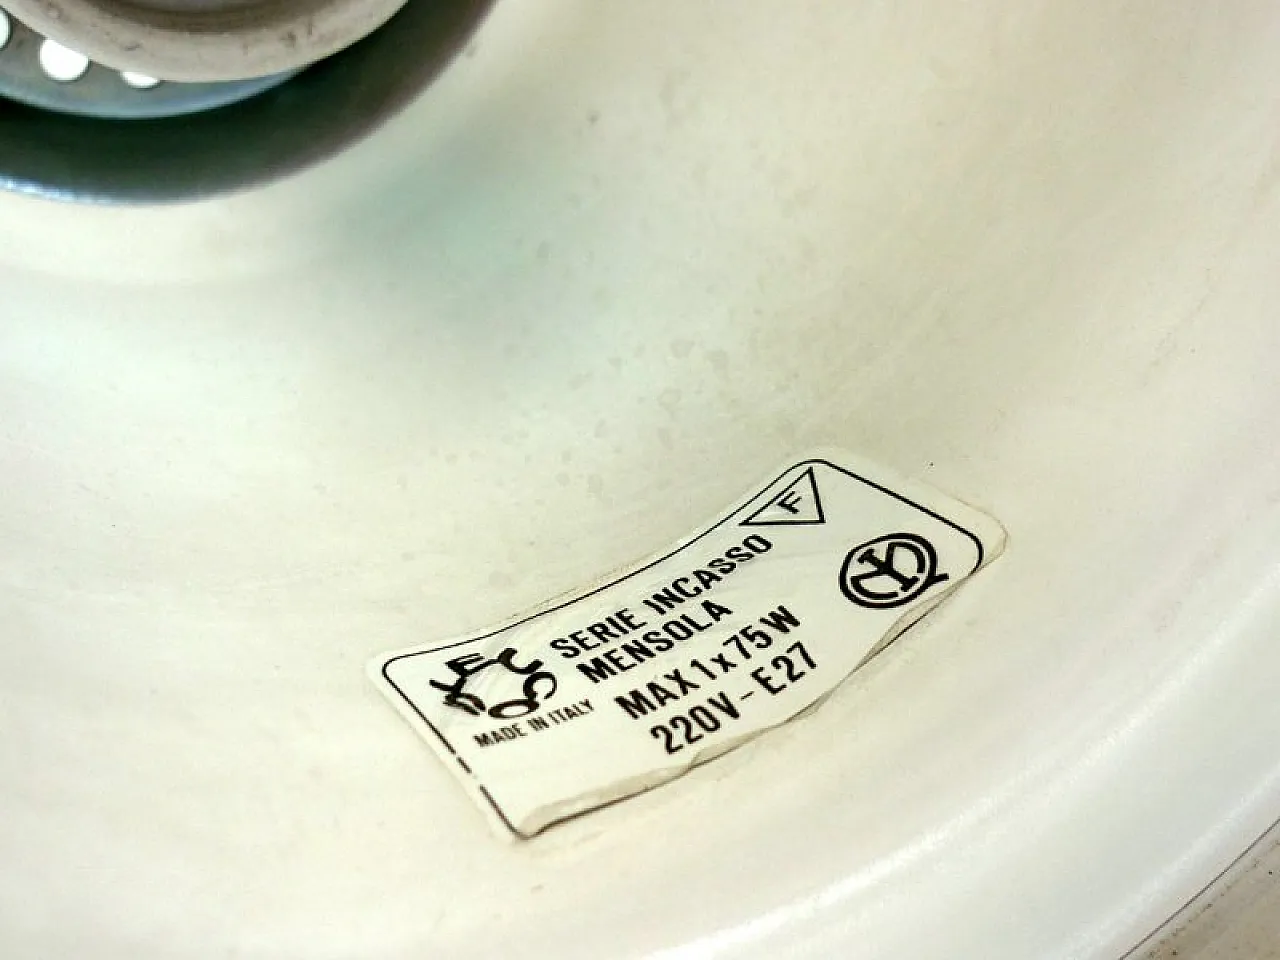 F
SERIE INCASSO
MENSOLA
MADE IN ITALY
MAX 1 x 75 W
220V - E27